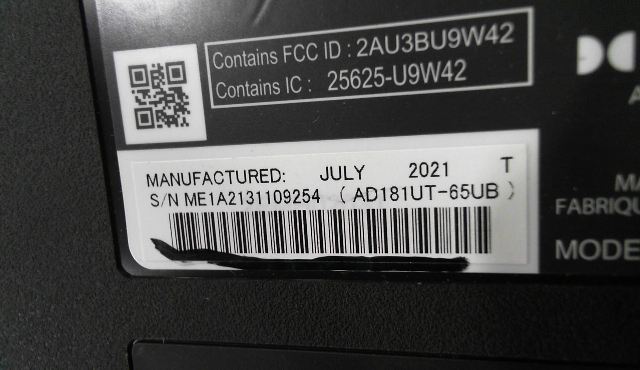 Contains FCC ID : 2AU3BU9W42
Contains IC : 25625-U9W42
MANUFACTURED: JULY 2021 T
S/N ME1A2131109254 ( AD181UT-65UB )
MA
FABRIQU
MODE